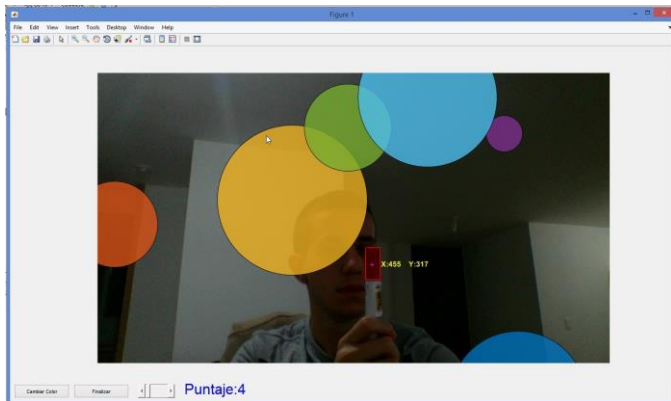 Figure 1
File Edit View Insert Tools Desktop Window Help
X:455 Y:317
Cambiar Color Finalizar Puntaje:4